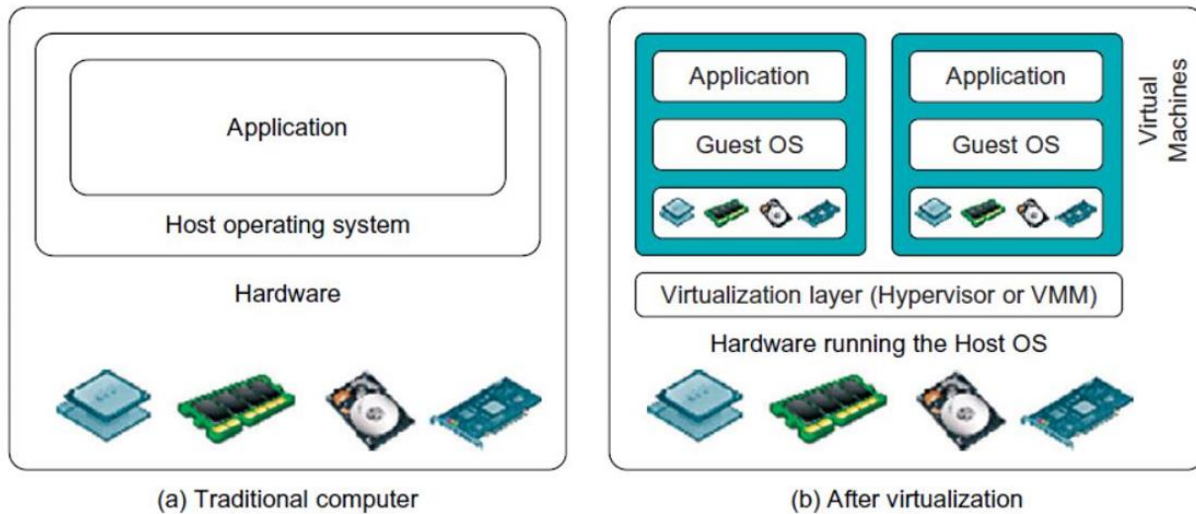 Application
Host operating system
Hardware
(a) Traditional computer
Application
Guest OS
Application
Guest OS
Virtual
Machines
Virtualization layer (Hypervisor or VMM)
Hardware running the Host OS
(b) After virtualization